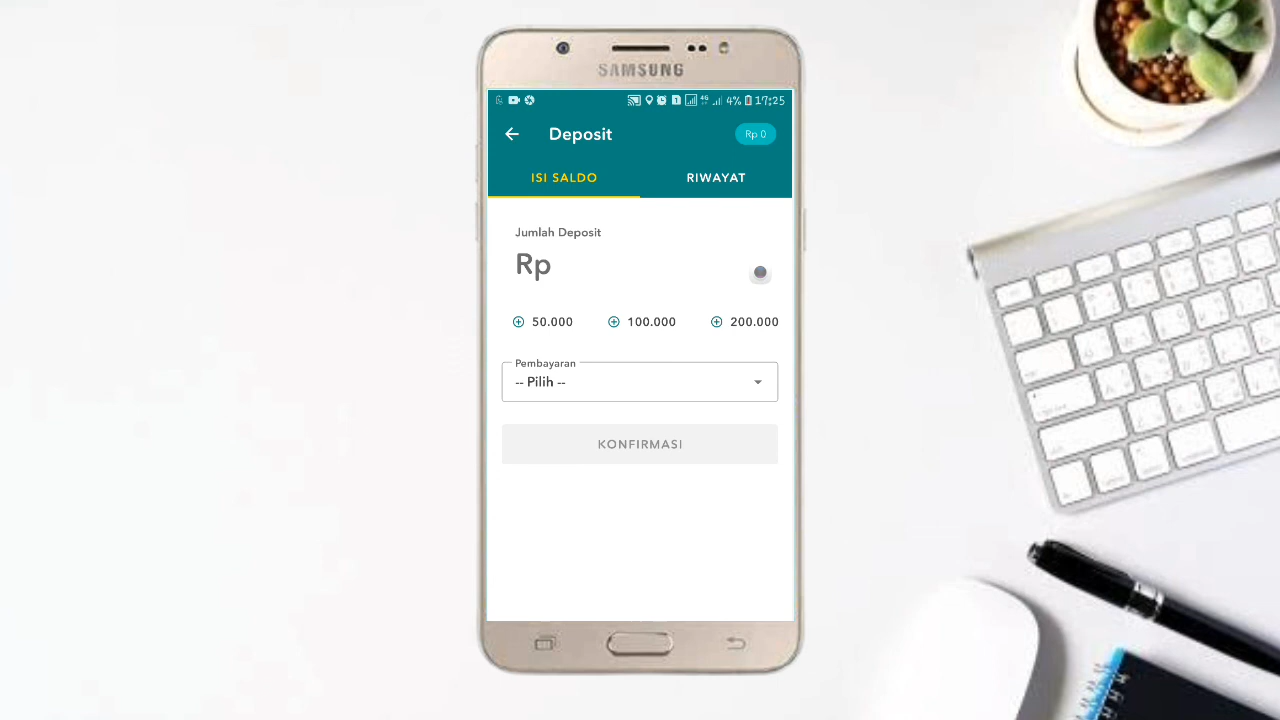 SAMSUNG
4G 4% 17:25
Deposit Rp 0
ISI SALDO RIWAYAT
Jumlah Deposit
Rp
50.000 100.000 200.000
Pembayaran
-- Pilih --
KONFIRMASI